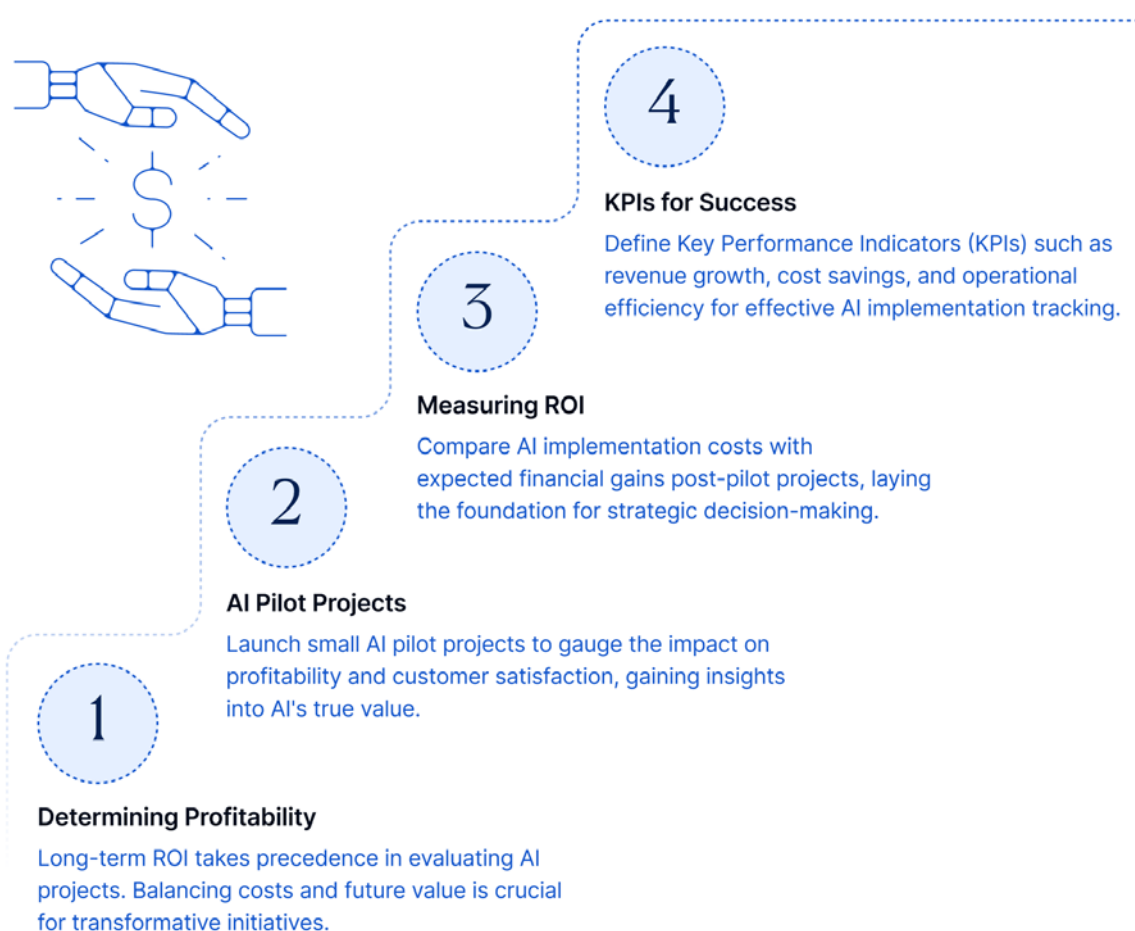 $
4
KPIs for Success
Define Key Performance Indicators (KPIs) such as
revenue growth, cost savings, and operational
efficiency for effective AI implementation tracking.
3
Measuring ROI
Compare AI implementation costs with
expected financial gains post-pilot projects, laying
the foundation for strategic decision-making.
2
AI Pilot Projects
Launch small AI pilot projects to gauge the impact on
profitability and customer satisfaction, gaining insights
into AI's true value.
1
Determining Profitability
Long-term ROI takes precedence in evaluating AI
projects. Balancing costs and future value is crucial
for transformative initiatives.